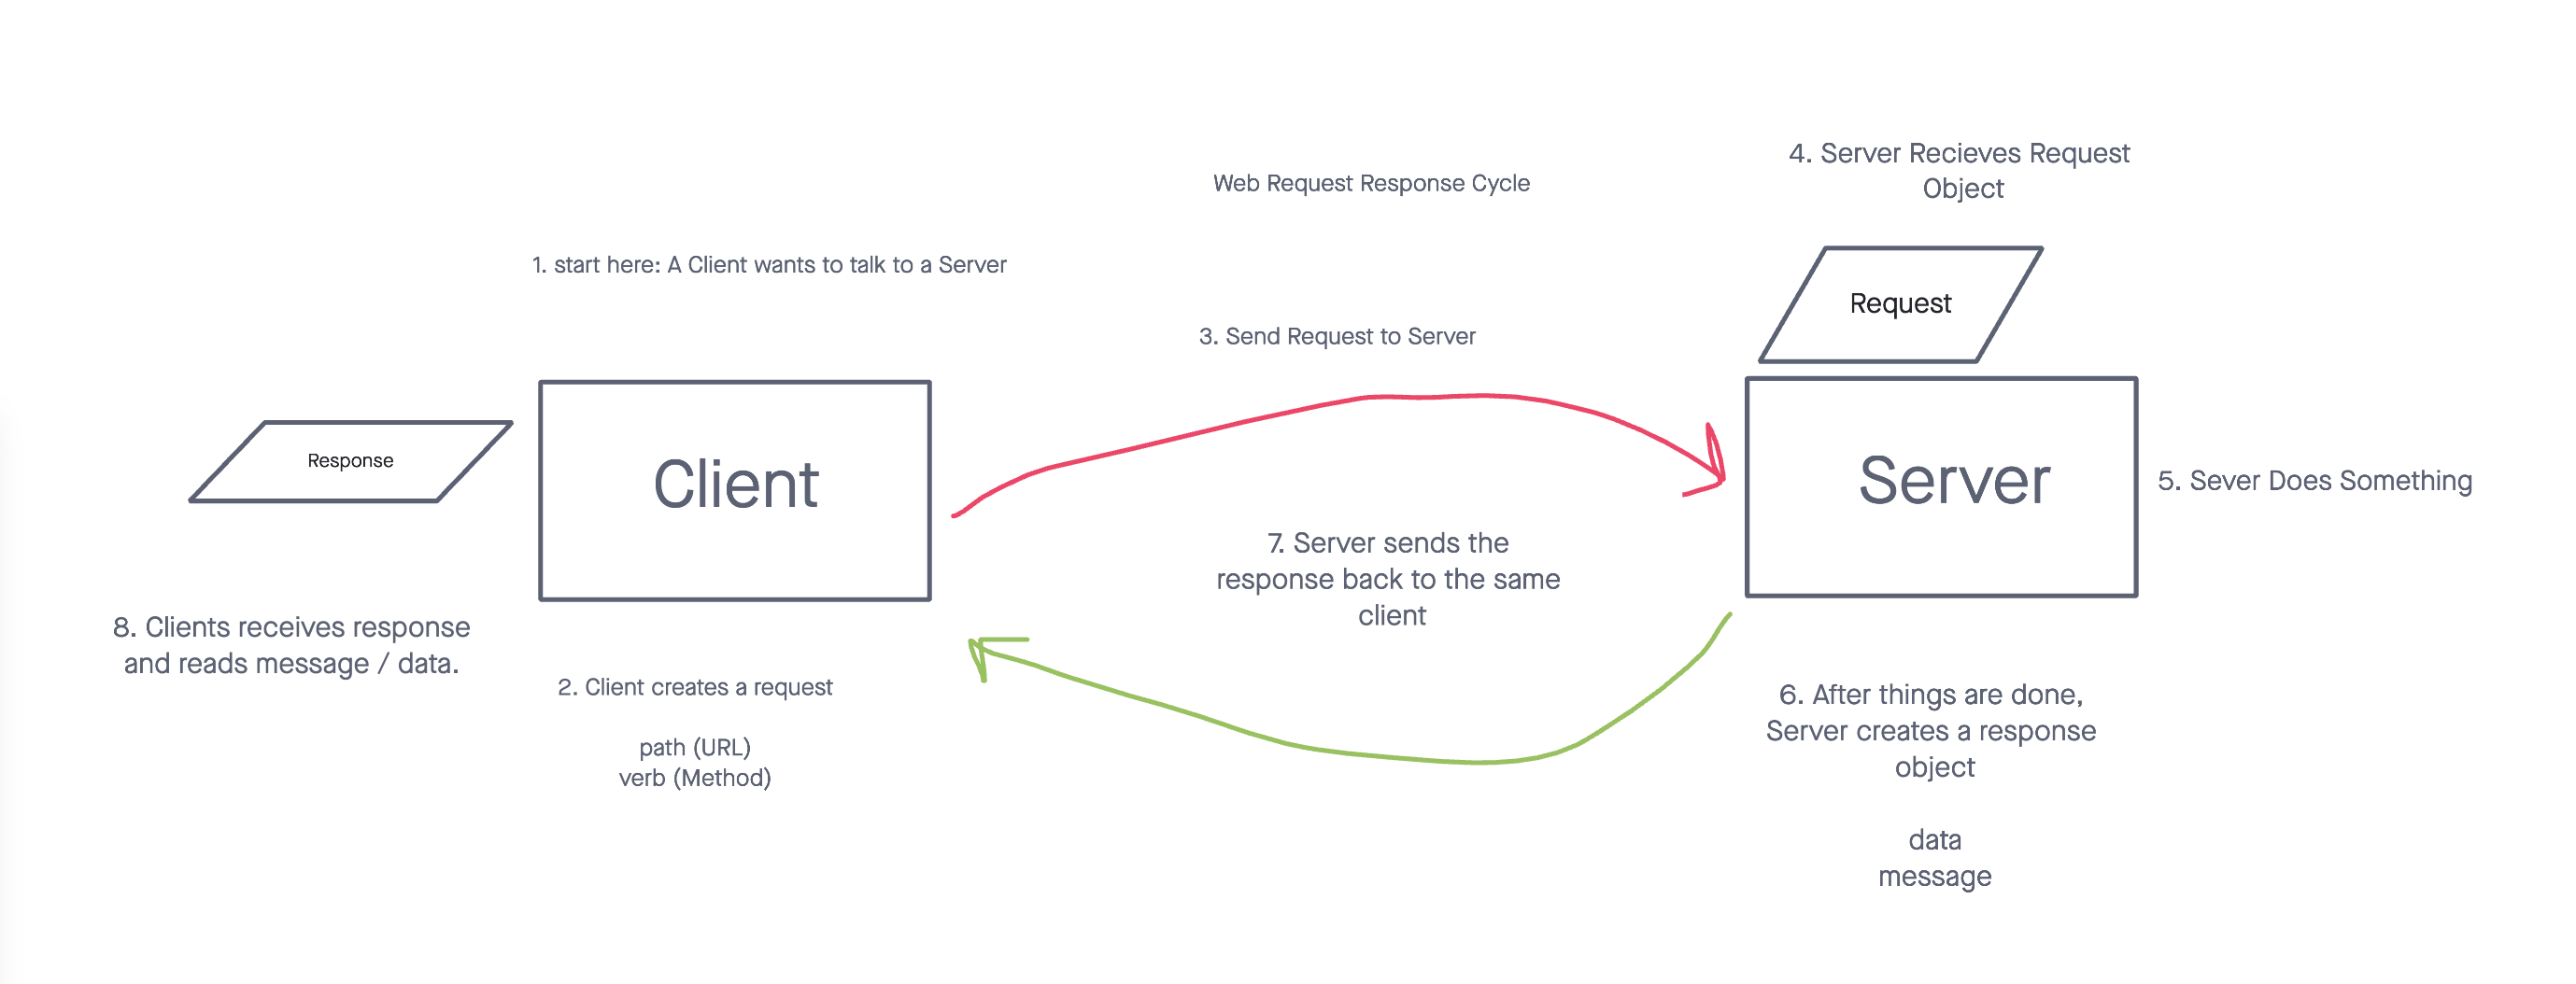 Web Request Response Cycle
1. start here: A Client wants to talk to a Server
Client
2. Client creates a request
path (URL)
verb (Method)
3. Send Request to Server
4. Server Recieves Request
Object
Request
Server
5. Sever Does Something
6. After things are done,
Server creates a response
object
data
message
7. Server sends the
response back to the same
client
Response
8. Clients receives response
and reads message / data.